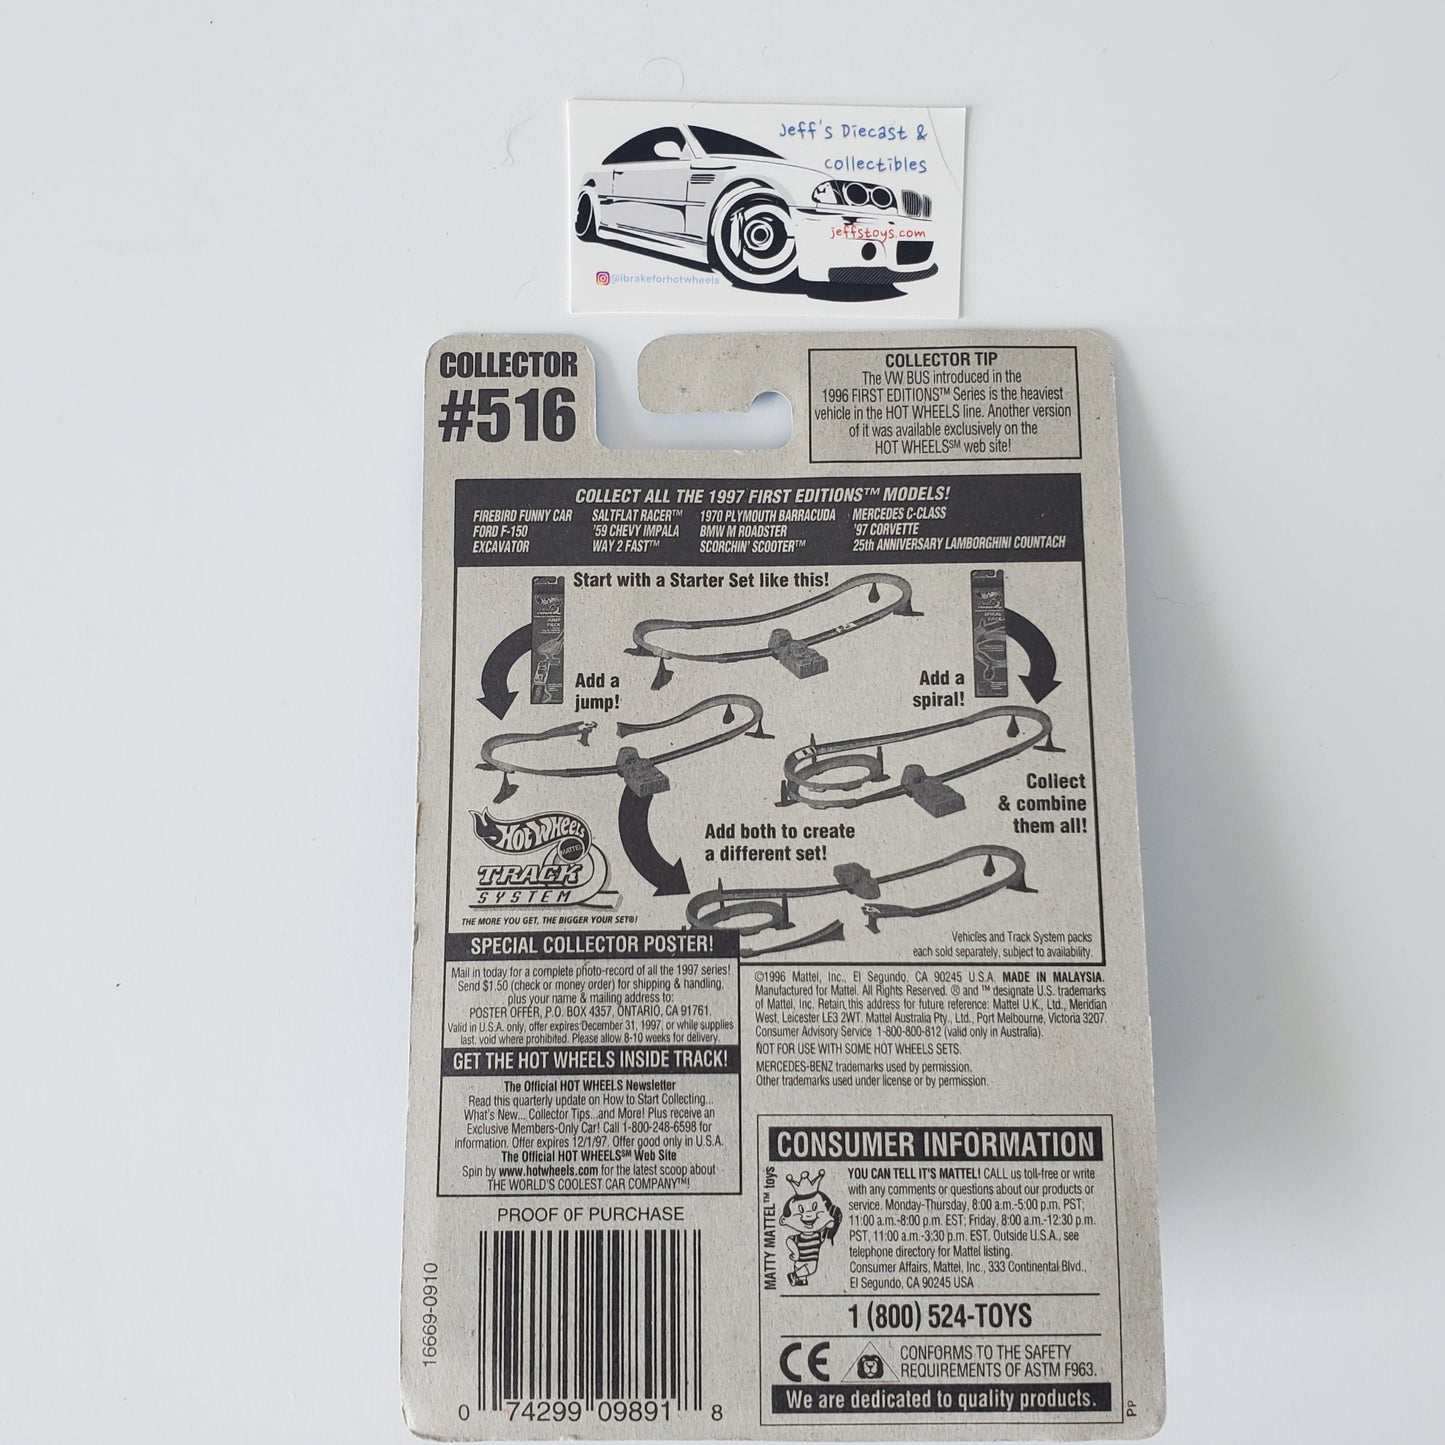 Jeff's Diecast &
collectibles
jeffstoys.com
@ibrakeforhotwheels
COLLECTOR
#516
COLLECTOR TIP
The VW BUS introduced in the
1996 FIRST EDITIONS™ Series is the heaviest
vehicle in the HOT WHEELS line. Another version
of it was available exclusively on the
HOT WHEELS℠ web site!
COLLECT ALL THE 1997 FIRST EDITIONS™ MODELS!
FIREBIRD FUNNY CAR SALTFLAT RACER™ 1970 PLYMOUTH BARRACUDA MERCEDES C-CLASS
FORD F-150 '59 CHEVY IMPALA BMW M ROADSTER '97 CORVETTE
EXCAVATOR WAY 2 FAST™ SCORCHIN' SCOOTER™ 25th ANNIVERSARY LAMBORGHINI COUNTACH
Start with a Starter Set like this!
Add a
jump!
Add a
spiral!
Collect
& combine
them all!
Add both to create
a different set!
HOT WHEELS
MATTEL
TRACK
SYSTEM
THE MORE YOU GET, THE BIGGER YOUR SET®!
Vehicles and Track System packs
each sold separately, subject to availability.
SPECIAL COLLECTOR POSTER!
Mail in today for a complete photo-record of all the 1997 series!
Send $1.50 (check or money order) for shipping & handling,
plus your name & mailing address to:
POSTER OFFER, P.O. BOX 4357, ONTARIO, CA 91761.
Valid in U.S.A. only, offer expires December 31, 1997, or while supplies
last, void where prohibited. Please allow 8-10 weeks for delivery.
GET THE HOT WHEELS INSIDE TRACK!
The Official HOT WHEELS Newsletter
Read this quarterly update on How to Start Collecting...
What's New... Collector Tips...and More! Plus receive an
Exclusive Members-Only Car! Call 1-800-248-6598 for
information. Offer expires 12/1/97. Offer good only in U.S.A.
The Official HOT WHEELS℠ Web Site
Spin by www.hotwheels.com for the latest scoop about
THE WORLD'S COOLEST CAR COMPANY™!
©1996 Mattel, Inc., El Segundo, CA 90245 U.S.A. MADE IN MALAYSIA.
Manufactured for Mattel. All Rights Reserved. ® and ™ designate U.S. trademarks
of Mattel, Inc. Retain this address for future reference: Mattel U.K., Ltd., Meridian
West, Leicester LE3 2WT. Mattel Australia Pty., Ltd., Port Melbourne, Victoria 3207.
Consumer Advisory Service 1-800-800-812 (valid only in Australia).
NOT FOR USE WITH SOME HOT WHEELS SETS.
MERCEDES-BENZ trademarks used by permission.
Other trademarks used under license or by permission.
PROOF OF PURCHASE
16669-0910
0 74299 09891 8
CONSUMER INFORMATION
MATTY MATTEL™ toys
YOU CAN TELL IT'S MATTEL! CALL us toll-free or write
with any comments or questions about our products or
service. Monday-Thursday, 8:00 a.m.-5:00 p.m. PST;
11:00 a.m.-8:00 p.m. EST; Friday, 8:00 a.m.-12:30 p.m.
PST, 11:00 a.m.-3:30 p.m. EST. Outside U.S.A., see
telephone directory for Mattel listing.
Consumer Affairs, Mattel, Inc., 333 Continental Blvd.,
El Segundo, CA 90245 USA
1 (800) 524-TOYS
CE
CONFORMS TO THE SAFETY
REQUIREMENTS OF ASTM F963.
We are dedicated to quality products.
PP